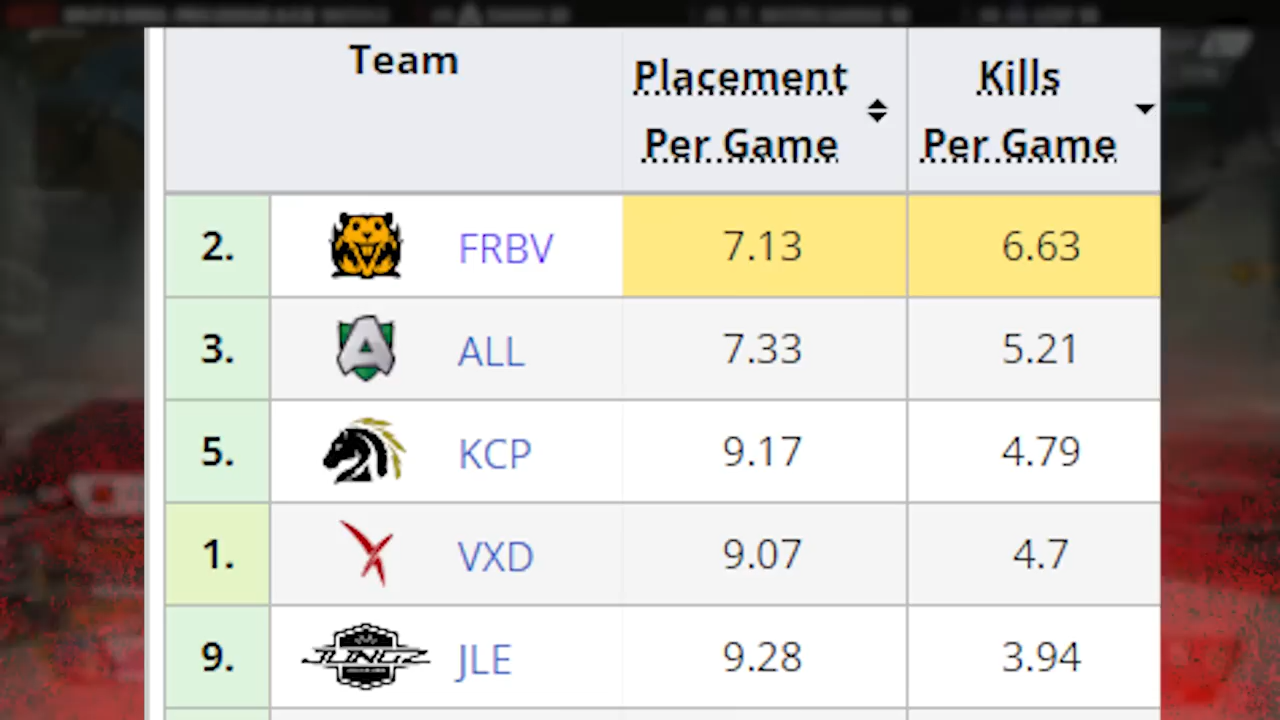 Team Placement Per Game Kills Per Game
2. FRBV 7.13 6.63
3. ALL 7.33 5.21
5. KCP 9.17 4.79
1. VXD 9.07 4.7
9. JLE 9.28 3.94